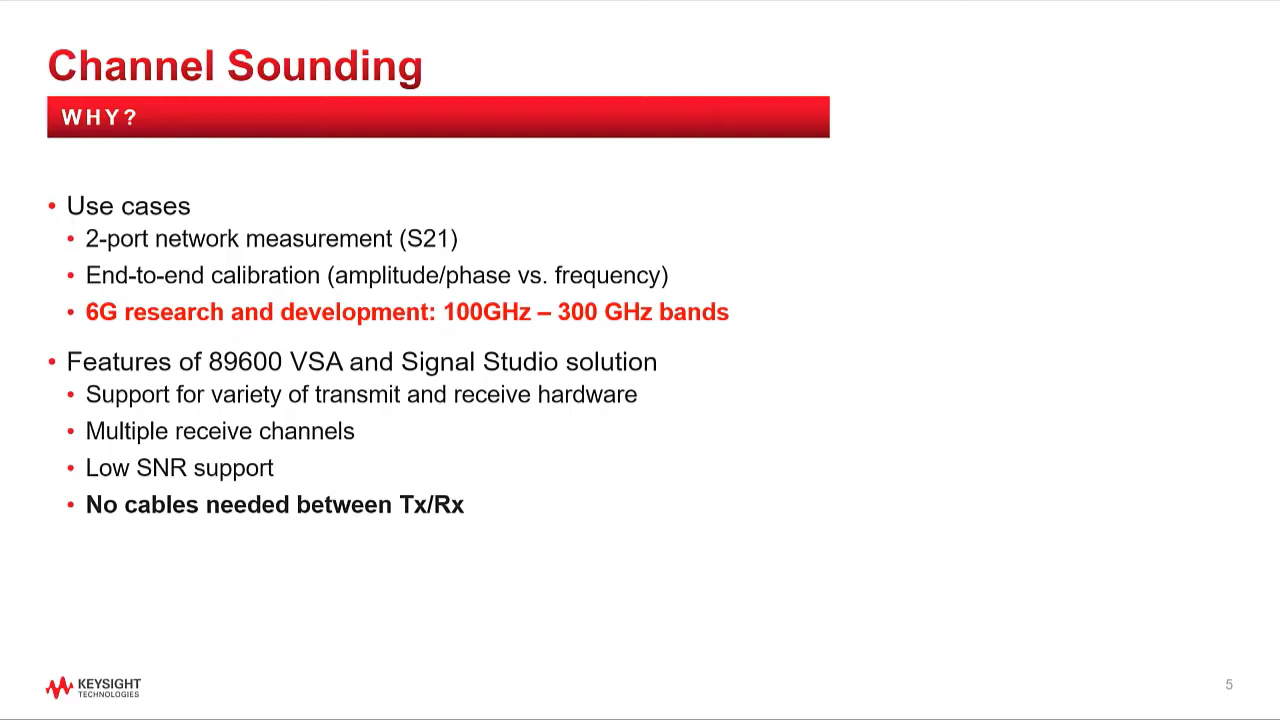 Channel Sounding
WHY?
• Use cases
• 2-port network measurement (S21)
• End-to-end calibration (amplitude/phase vs. frequency)
• 6G research and development: 100GHz – 300 GHz bands
• Features of 89600 VSA and Signal Studio solution
• Support for variety of transmit and receive hardware
• Multiple receive channels
• Low SNR support
• No cables needed between Tx/Rx
KEYSIGHT
TECHNOLOGIES
5